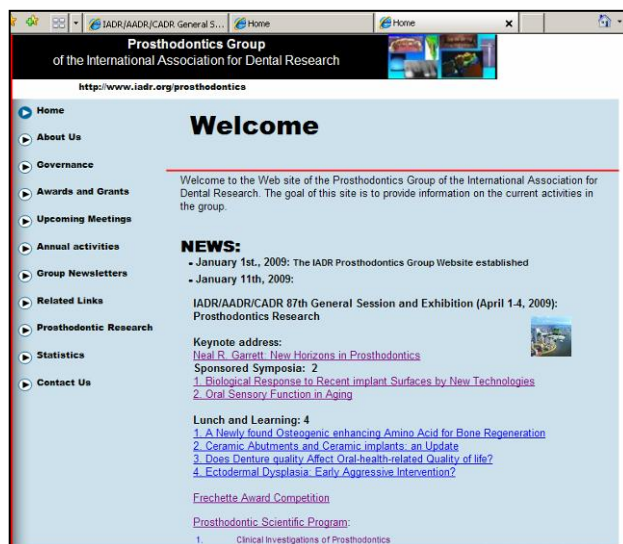 IADR/AADR/CADR General S...
Home
Home
x
Prosthodontics Group
of the International Association for Dental Research
http://www.iadr.org/prosthodontics
Home
About Us
Governance
Awards and Grants
Upcoming Meetings
Annual activities
Group Newsletters
Related Links
Prosthodontic Research
Statistics
Contact Us
Welcome
Welcome to the Web site of the Prosthodontics Group of the International Association for
Dental Research. The goal of this site is to provide information on the current activities in
the group.
NEWS:
- January 1st., 2009: The IADR Prosthodontics Group Website established
- January 11th, 2009:
IADR/AADR/CADR 87th General Session and Exhibition (April 1-4, 2009):
Prosthodontics Research
Keynote address:
Neal R. Garrett: New Horizons in Prosthodontics
Sponsored Symposia: 2
1. Biological Response to Recent implant Surfaces by New Technologies
2. Oral Sensory Function in Aging
Lunch and Learning: 4
1. A Newly found Osteogenic enhancing Amino Acid for Bone Regeneration
2. Ceramic Abutments and Ceramic implants: an Update
3. Does Denture quality Affect Oral-health-related Quality of life?
4. Ectodermal Dysplasia: Early Aggressive Intervention?
Frechette Award Competition
Prosthodontic Scientific Program:
1. Clinical Investigations of Prosthodontics